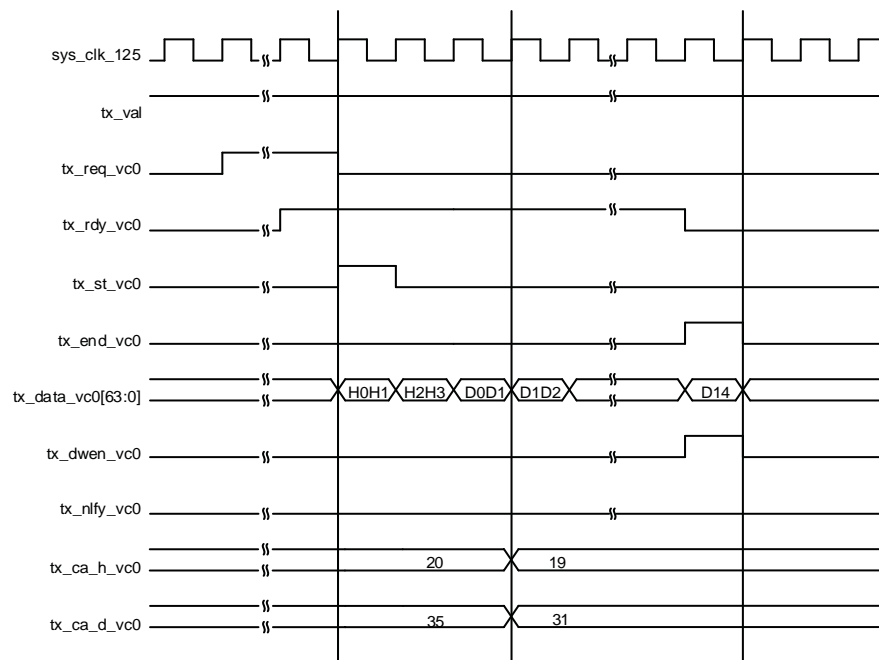 sys_clk_125
tx_val
tx_req_vc0
tx_rdy_vc0
tx_st_vc0
tx_end_vc0
tx_data_vc0[63:0] H0H1 H2H3 D0D1 D1D2 D14
tx_dwen_vc0
tx_nlfy_vc0
tx_ca_h_vc0 20 19
tx_ca_d_vc0 35 31